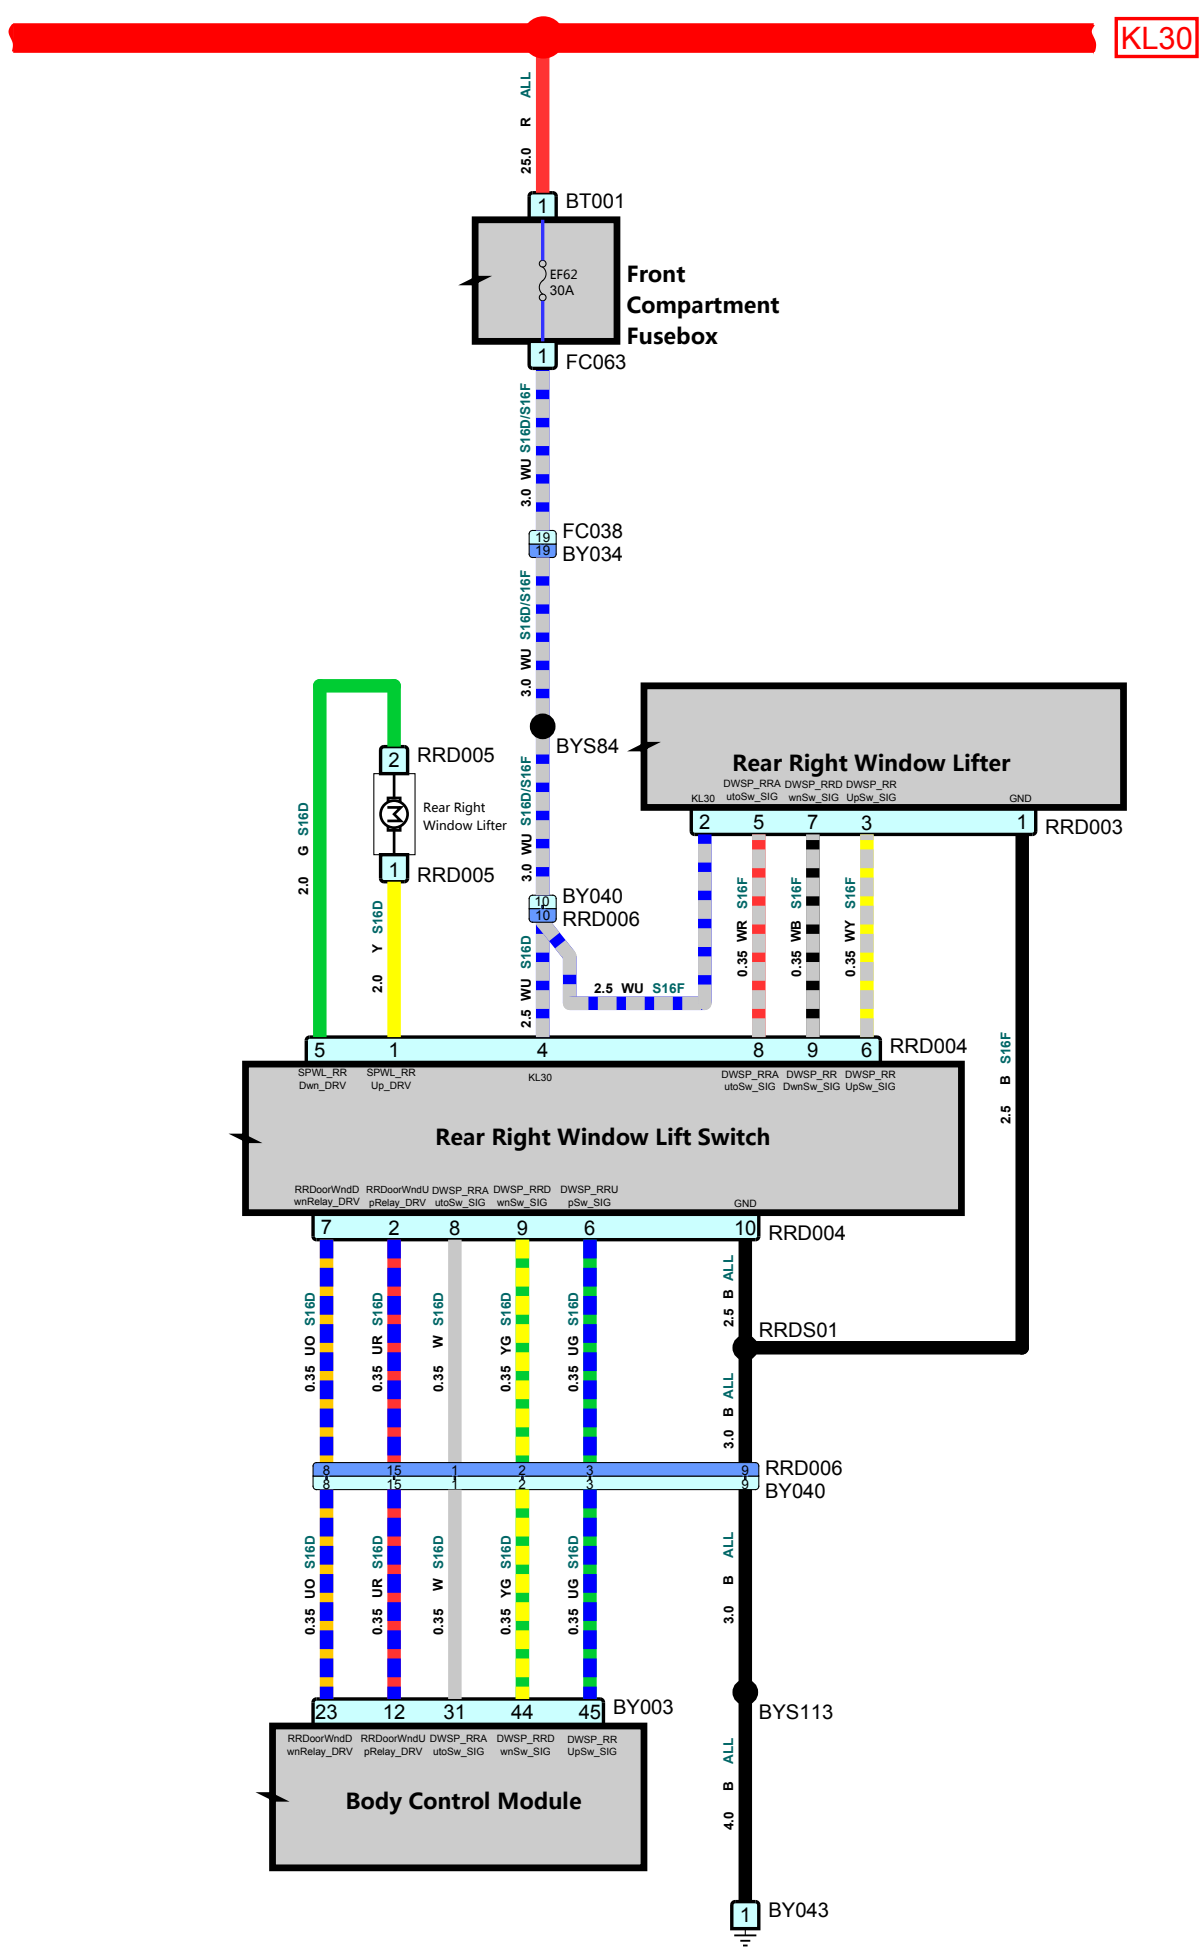 KL30
25.0 R ALL
1 BT001
EF62
30A
Front
Compartment
Fusebox
1 FC063
3.0 WU S16D/S16F
19 FC038
19 BY034
3.0 WU S16D/S16F
BYS84
3.0 WU S16D/S16F
10 BY040
10 RRD006
2.5 WU S16D
2.5 WU S16F
2 RRD005
Rear Right
Window Lifter
1 RRD005
2.0 G S16D
2.0 Y S16D
Rear Right Window Lifter
KL30
DWSP_RRA
utoSw_SIG
DWSP_RRD
wnSw_SIG
DWSP_RR
UpSw_SIG
GND
2 5 7 3 1 RRD003
0.35 WR S16F
0.35 WB S16F
0.35 WY S16F
2.5 B S16F
5 1 4 8 9 6 RRD004
SPWL_RR
Dwn_DRV
SPWL_RR
Up_DRV
KL30
DWSP_RRA
utoSw_SIG
DWSP_RR
DwnSw_SIG
DWSP_RR
UpSw_SIG
Rear Right Window Lift Switch
RRDoorWndD
wnRelay_DRV
RRDoorWndU
pRelay_DRV
DWSP_RRA
utoSw_SIG
DWSP_RRD
wnSw_SIG
DWSP_RRU
pSw_SIG
GND
7 2 8 9 6 10 RRD004
0.35 UO S16D
0.35 UR S16D
0.35 W S16D
0.35 YG S16D
0.35 UG S16D
2.5 B ALL
RRDS01
3.0 B ALL
8 15 1 2 3 9 RRD006
8 15 1 2 3 9 BY040
0.35 UO S16D
0.35 UR S16D
0.35 W S16D
0.35 YG S16D
0.35 UG S16D
3.0 B ALL
23 12 31 44 45 BY003
BYS113
RRDoorWndD
wnRelay_DRV
RRDoorWndU
pRelay_DRV
DWSP_RRA
utoSw_SIG
DWSP_RRD
wnSw_SIG
DWSP_RR
UpSw_SIG
Body Control Module
4.0 B ALL
1 BY043